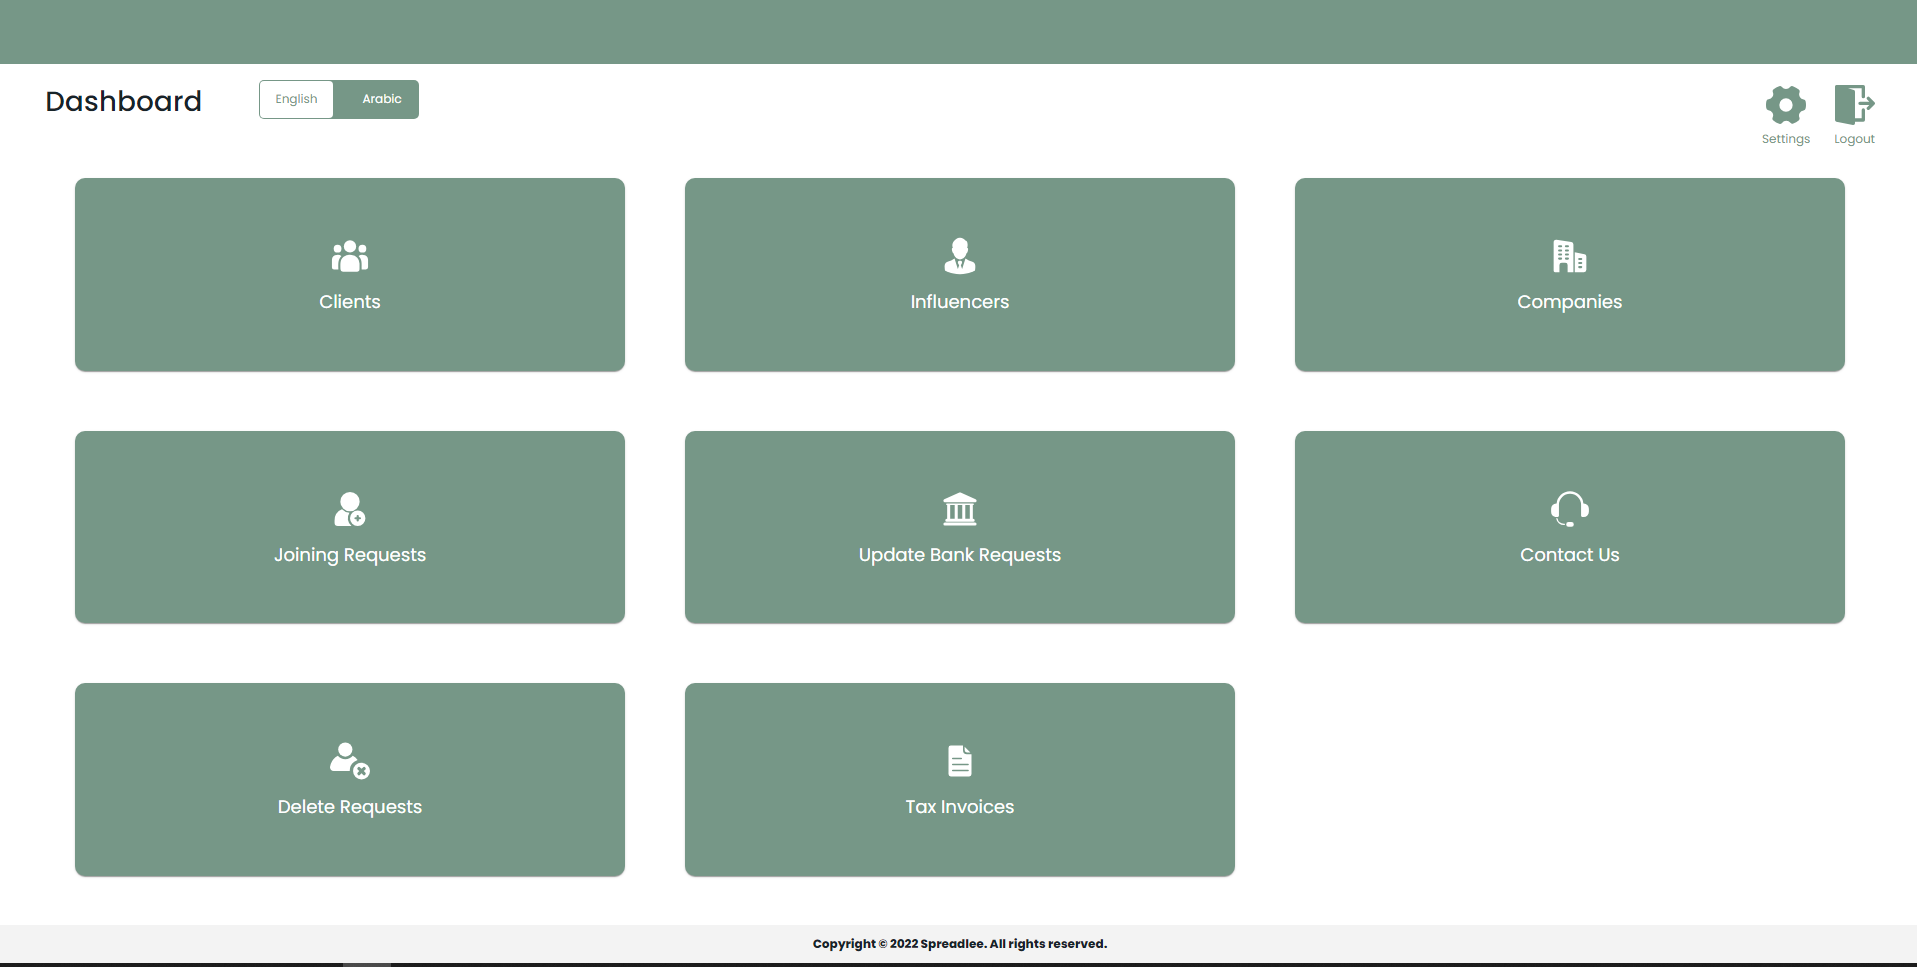 Dashboard
English
Arabic
Settings
Logout
Clients
Influencers
Companies
Joining Requests
Update Bank Requests
Contact Us
Delete Requests
Tax Invoices
Copyright © 2022 Spreadlee. All rights reserved.